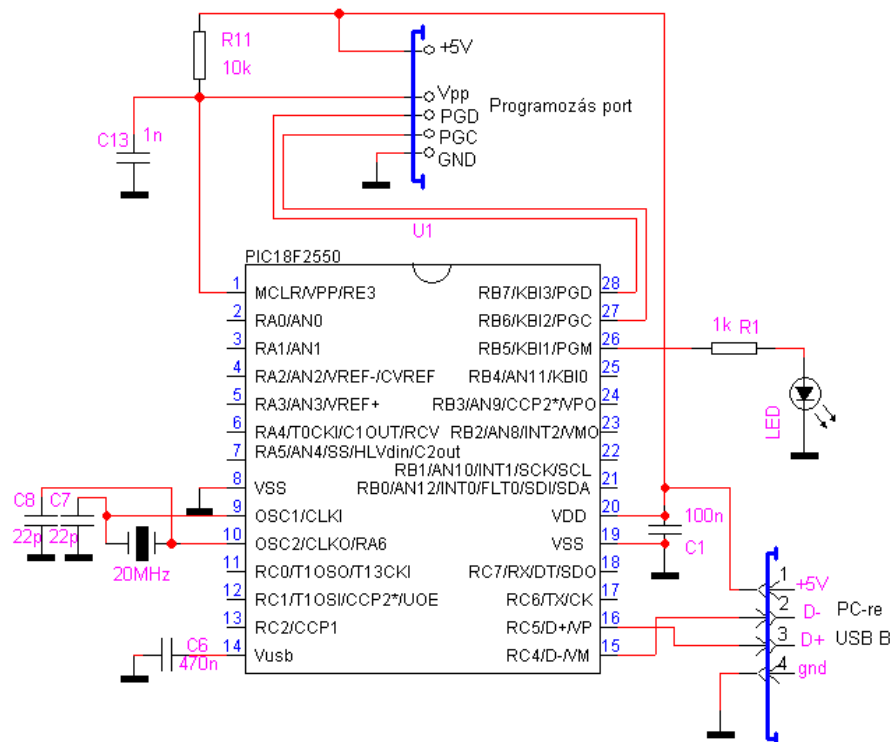 R11
10k
+5V
Vpp
PGD
PGC
GND
Programozás port
C13
1n
U1
PIC18F2550
1 MCLR/VPP/RE3
2 RA0/AN0
3 RA1/AN1
4 RA2/AN2/VREF-/CVREF
5 RA3/AN3/VREF+
6 RA4/T0CKI/C1OUT/RCV
7 RA5/AN4/SS/HLVdin/C2out
8 VSS
9 OSC1/CLKI
10 OSC2/CLKO/RA6
11 RC0/T1OSO/T13CKI
12 RC1/T1OSI/CCP2*/UOE
13 RC2/CCP1
14 Vusb
RB7/KBI3/PGD 28
RB6/KBI2/PGC 27
RB5/KBI1/PGM 26
RB4/AN11/KBI0 25
RB3/AN9/CCP2*/VPO 24
RB2/AN8/INT2/VMO 23
RB1/AN10/INT1/SCK/SCL 22
RB0/AN12/INT0/FLT0/SDI/SDA 21
VDD 20
VSS 19
RC7/RX/DT/SDO 18
RC6/TX/CK 17
RC5/D+/VP 16
RC4/D-/VM 15
1k R1
LED
C8
C7
22p
22p
20MHz
C6
470n
100n
C1
1 +5V
2 D-
3 D+
4 gnd
PC-re
USB B